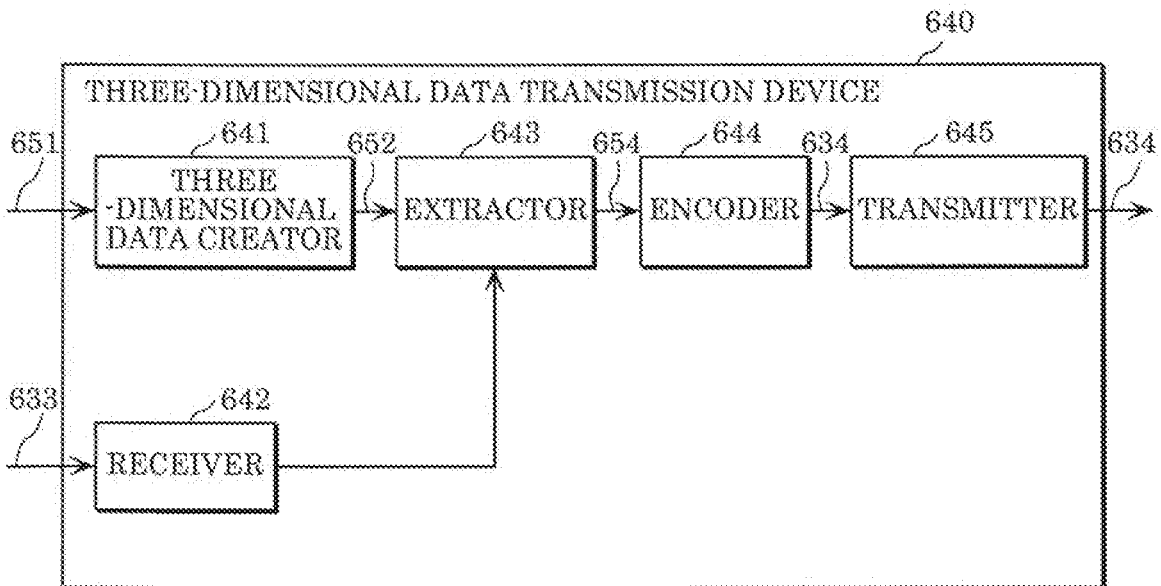 640
THREE-DIMENSIONAL DATA TRANSMISSION DEVICE
651
641
652
643
654
644
634
645
634
THREE
-DIMENSIONAL
DATA CREATOR
EXTRACTOR
ENCODER
TRANSMITTER
633
642
RECEIVER